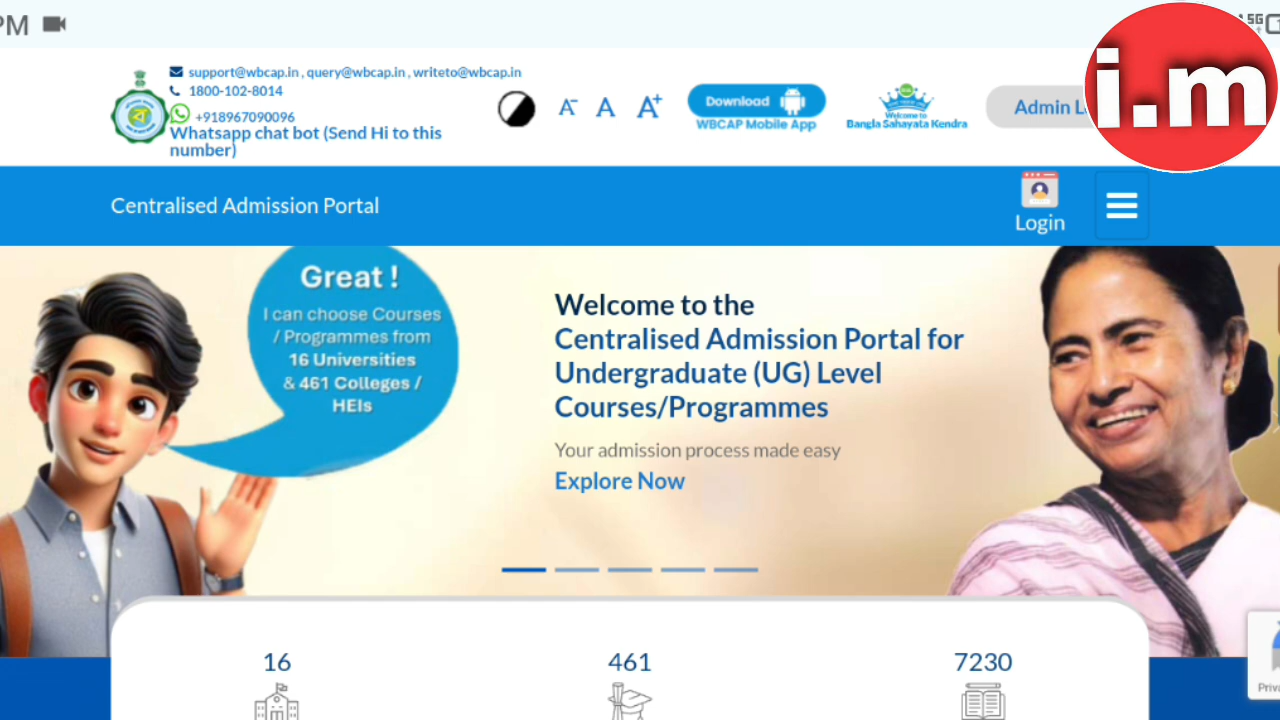 PM
5G
i.m
support@wbcap.in , query@wbcap.in , writeto@wbcap.in
1800-102-8014
+918967090096
Whatsapp chat bot (Send Hi to this
number)
A- A A+
Download
WBCAP Mobile App
Welcome to
Bangla Sahayata Kendra
Admin
Centralised Admission Portal
Login
Great !
I can choose Courses
/ Programmes from
16 Universities
& 461 Colleges /
HEIs
Welcome to the
Centralised Admission Portal for
Undergraduate (UG) Level
Courses/Programmes
Your admission process made easy
Explore Now
16
461
7230